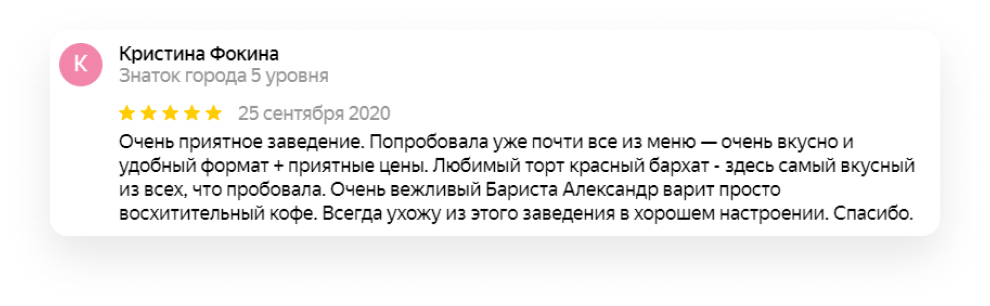 К
Кристина Фокина
Знаток города 5 уровня
25 сентября 2020
Очень приятное заведение. Попробовала уже почти все из меню — очень вкусно и
удобный формат + приятные цены. Любимый торт красный бархат - здесь самый вкусный
из всех, что пробовала. Очень вежливый Бариста Александр варит просто
восхитительный кофе. Всегда ухожу из этого заведения в хорошем настроении. Спасибо.